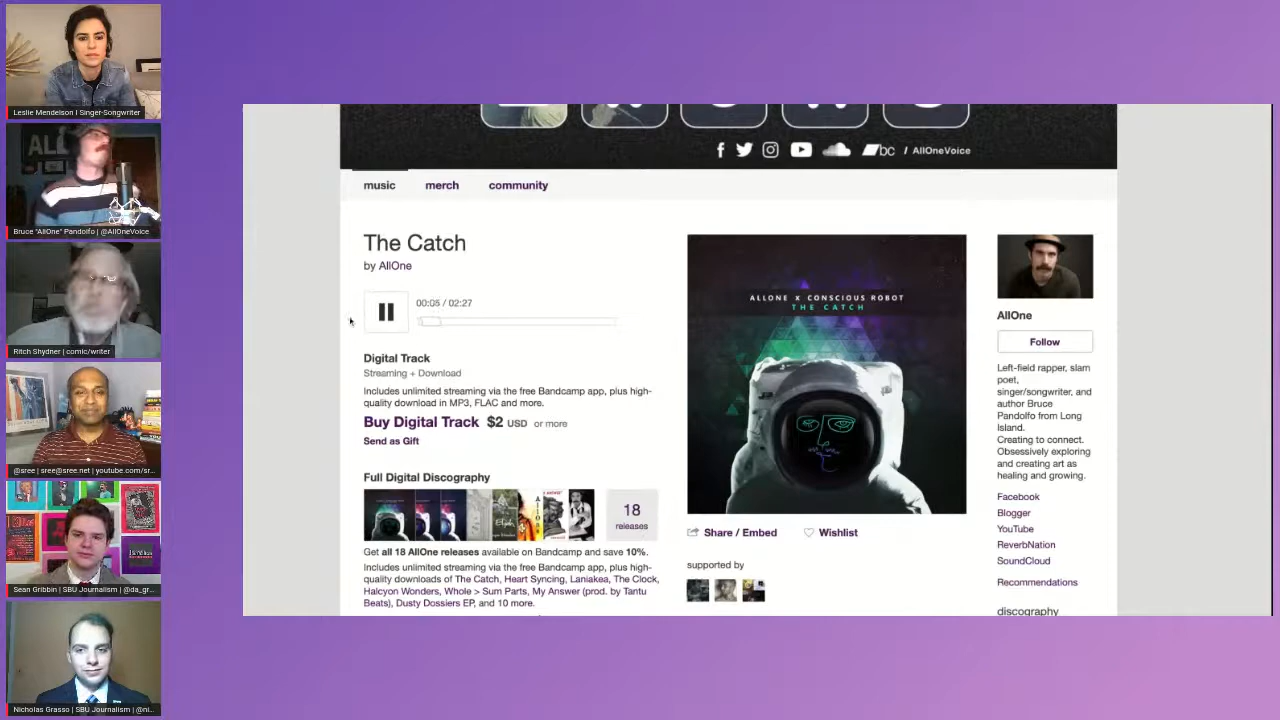 Leslie Mendelson I Singer-Songwriter
Bruce "AllOne" Pandolfo | @AllOneVoice
Ritch Shydner | comic/writer
@sree | sree@sree.net | youtube.com/sr...
Sean Gribbin | SBU Journalism | @da_gr...
Nicholas Grasso | SBU Journalism | @ni...
/ AllOneVoice
music merch community
The Catch
by AllOne
00:05 / 02:27
Digital Track
Streaming + Download
Includes unlimited streaming via the free Bandcamp app, plus high-
quality download in MP3, FLAC and more.
Buy Digital Track $2 USD or more
Send as Gift
Full Digital Discography
18
releases
Get all 18 AllOne releases available on Bandcamp and save 10%.
Includes unlimited streaming via the free Bandcamp app, plus high-
quality downloads of The Catch, Heart Syncing, Laniakea, The Clock,
Halcyon Wonders, Whole > Sum Parts, My Answer (prod. by Tantu
Beats), Dusty Dossiers EP, and 10 more.
ALLONE X CONSCIOUS ROBOT
THE CATCH
Share / Embed Wishlist
supported by
AllOne
Follow
Left-field rapper, slam
poet,
singer/songwriter, and
author Bruce
Pandolfo from Long
Island.
Creating to connect.
Obsessively exploring
and creating art as
healing and growing.
Facebook
Blogger
YouTube
ReverbNation
SoundCloud
Recommendations
discography